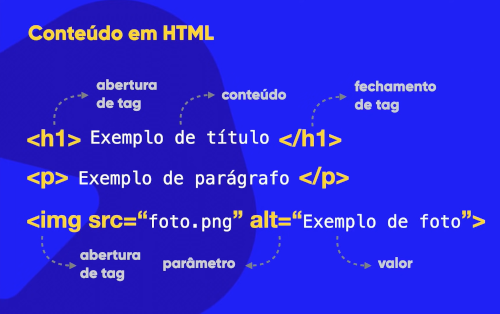 Conteúdo em HTML
abertura
de tag
conteúdo
fechamento
de tag
<h1> Exemplo de título </h1>
<p> Exemplo de parágrafo </p>
<img src=“foto.png” alt=“Exemplo de foto”>
abertura
de tag
parâmetro
valor